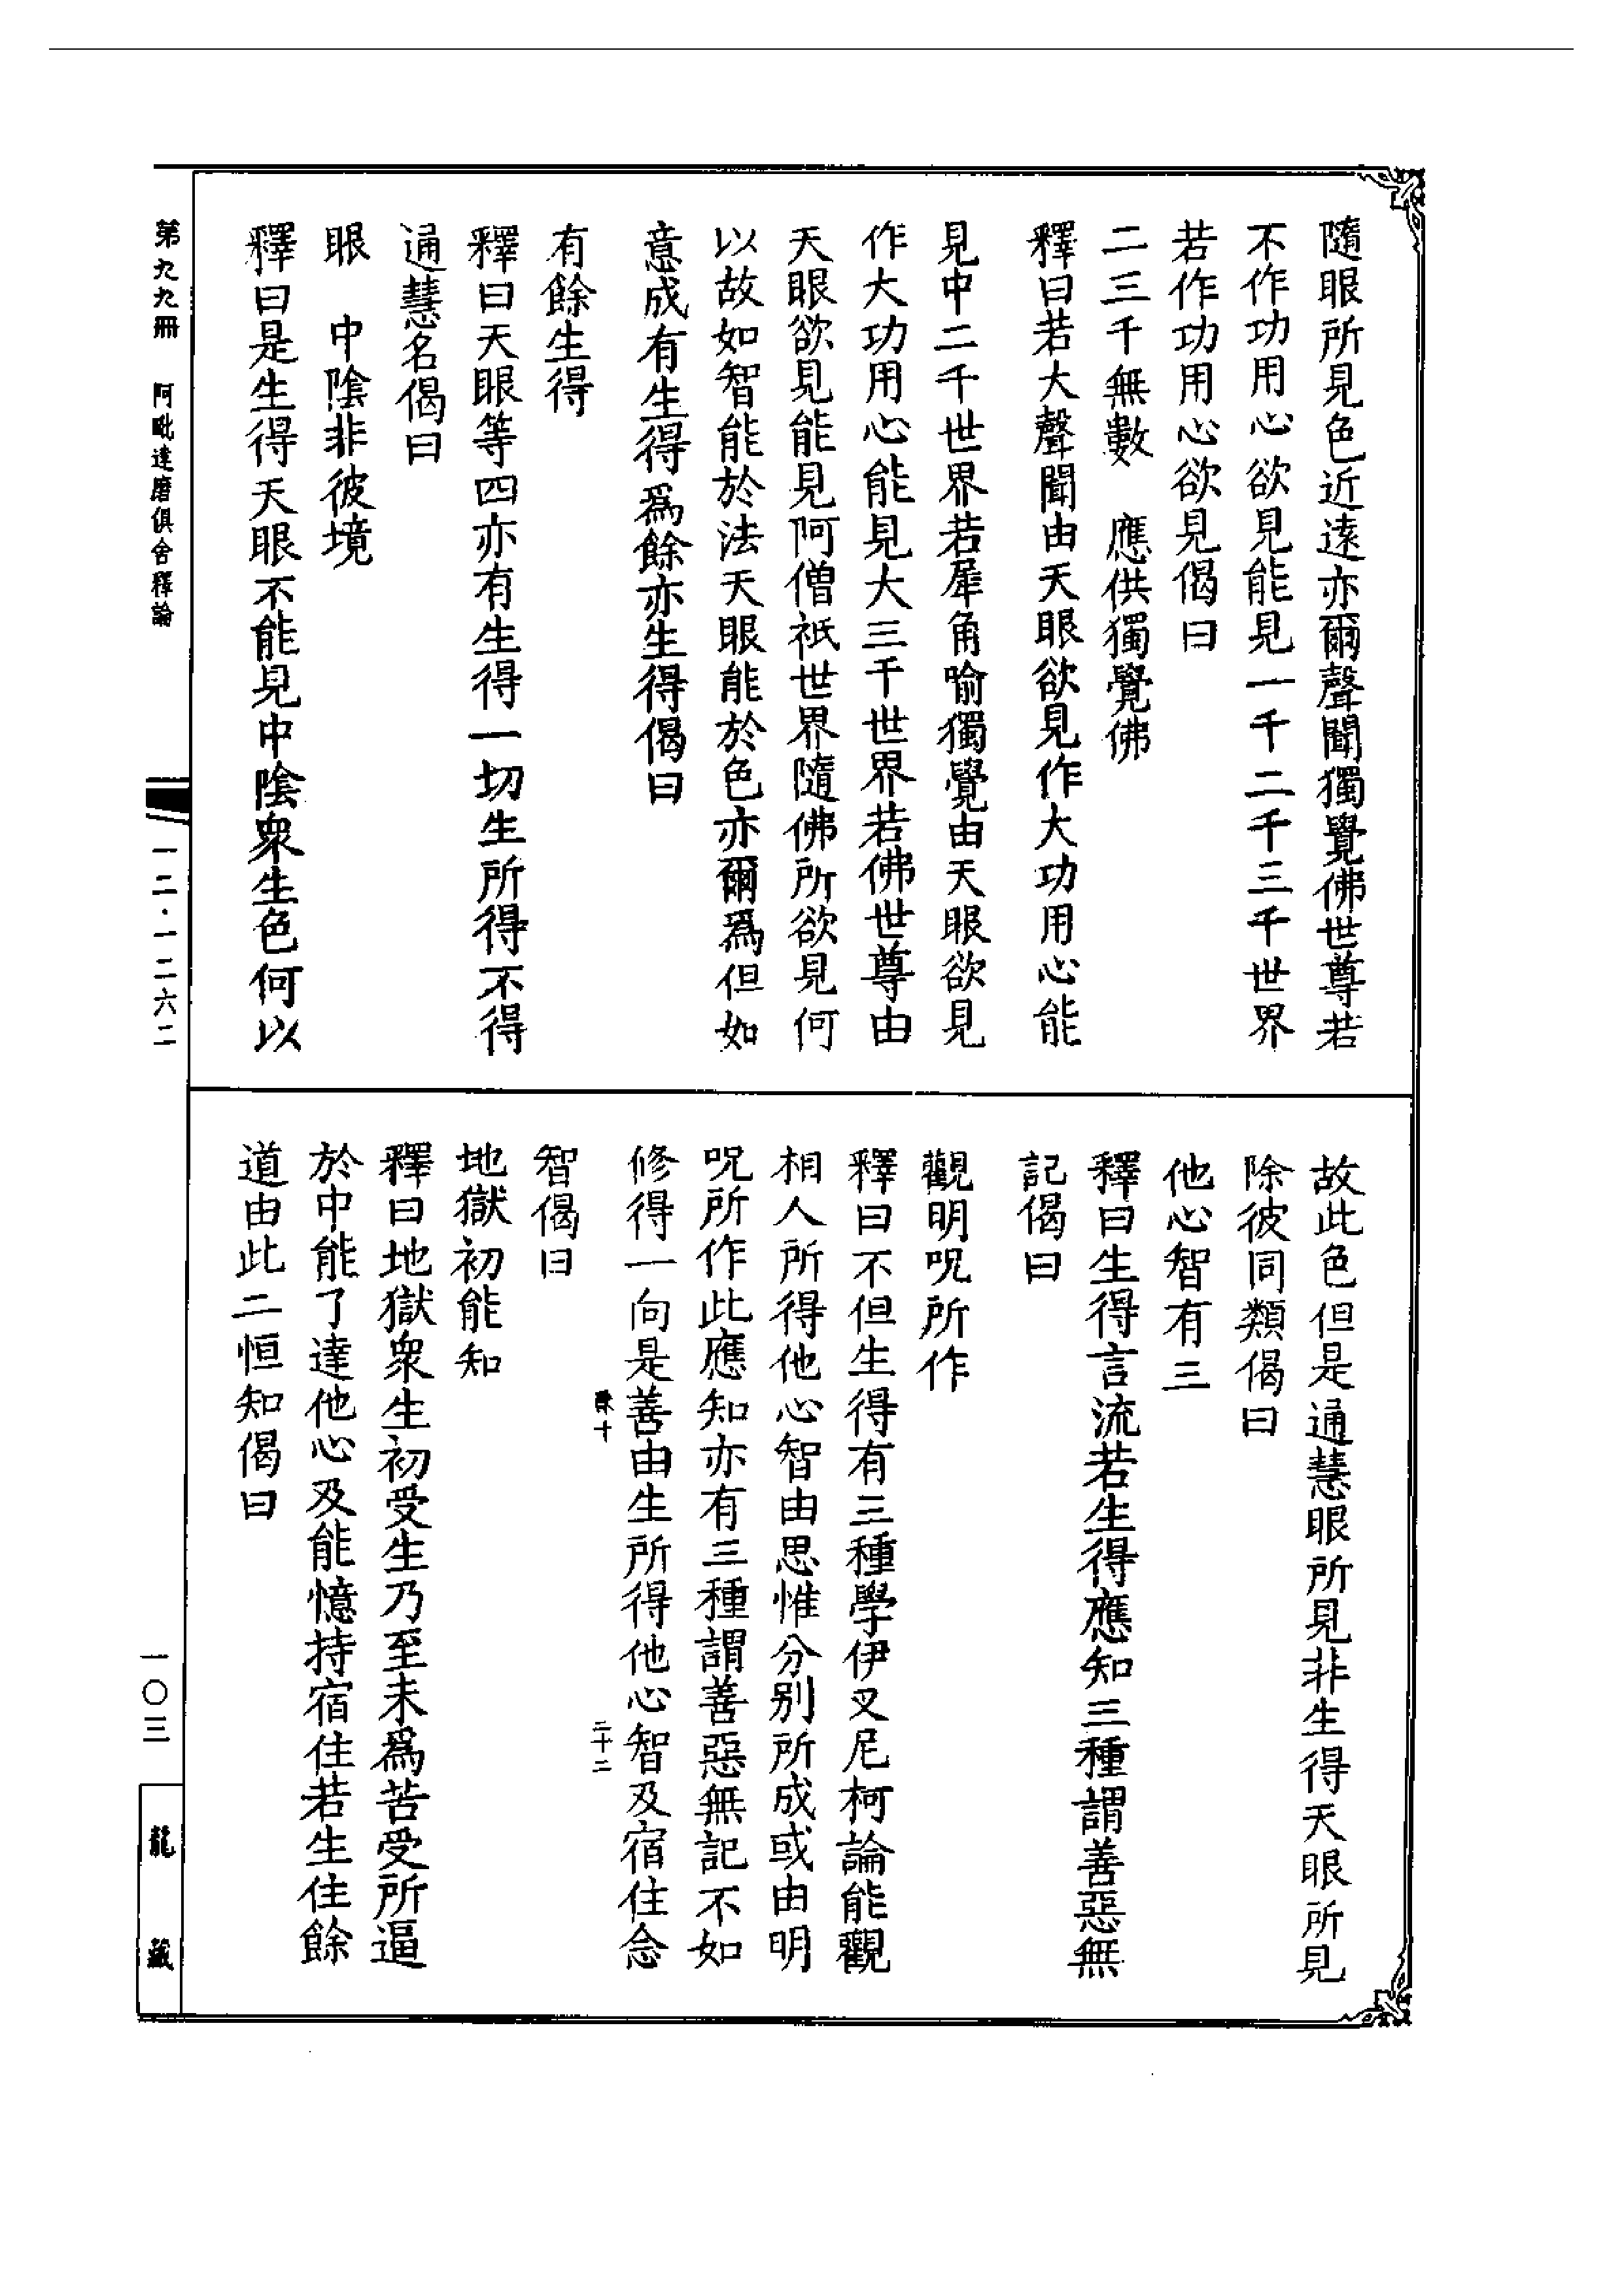 隨眼所見色近遠亦爾聲聞獨覺佛世尊若
不作功用心欲見能見一千二千三千世界
若作功用心欲見偈曰
二三千無數　應供獨覺佛
釋曰若大聲聞由天眼欲見作大功用心能
見中二千世界若犀角喻獨覺由天眼欲見
作大功用心能見大三千世界若佛世尊由
天眼欲見能見阿僧祇世界隨佛所欲見何
以故如智能於法天眼能於色亦爾爲但如
意成有生得爲餘亦生得偈曰
有餘生得
釋曰天眼等四亦有生得一切生所得不得
通慧名偈曰
眼　中陰非彼境
釋曰是生得天眼不能見中陰衆生色何以
故此色但是通慧眼所見非生得天眼所見
除彼同類偈曰
他心智有三
釋曰生得言流若生得應知三種謂善惡無
記偈曰
觀明呪所作
釋曰不但生得有三種學伊叉尼柯論能觀
相人所得他心智由思惟分別所成或由明
呪所作此應知亦有三種謂善惡無記不如
修得一向是善由生所得他心智及宿住念
智偈曰
地獄初能知
釋曰地獄衆生初受生乃至未爲苦受所逼
於中能了達他心及能憶持宿住若生住餘
道由此二恒知偈曰
第九九冊　阿毗達磨俱舍釋論
一二·一二六二
一〇三
龍藏
二十二